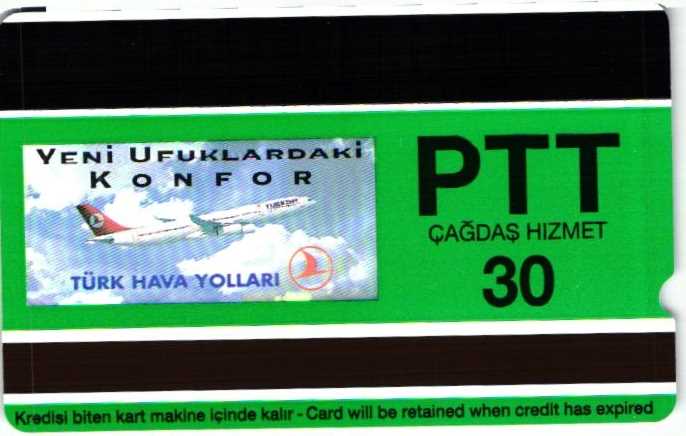 YENİ UFUKLARDAKİ
KONFOR
TURKISH
TÜRK HAVA YOLLARI
PTT
ÇAĞDAŞ HIZMET
30
Kredisi biten kart makine içinde kalır - Card will be retained when credit has expired